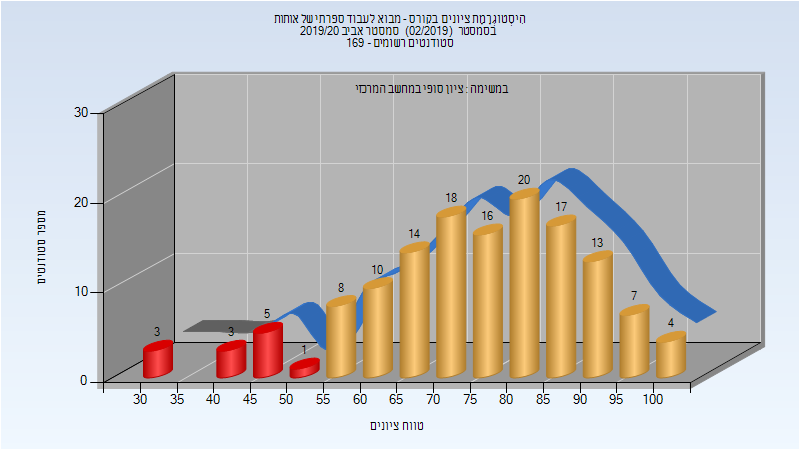 היסטוגרמת ציונים בקורס - מבוא לעבוד ספרתי של אותות
בסמסטר (02/2019) סמסטר אביב 2019/20
סטודנטים רשומים - 169
במשימה : ציון סופי במחשב המרכזי
30
20
10
0
מספר סטודנטים
3
3
5
1
8
10
14
18
16
20
17
13
7
4
30 35 40 45 50 55 60 65 70 75 80 85 90 95 100
טווח ציונים